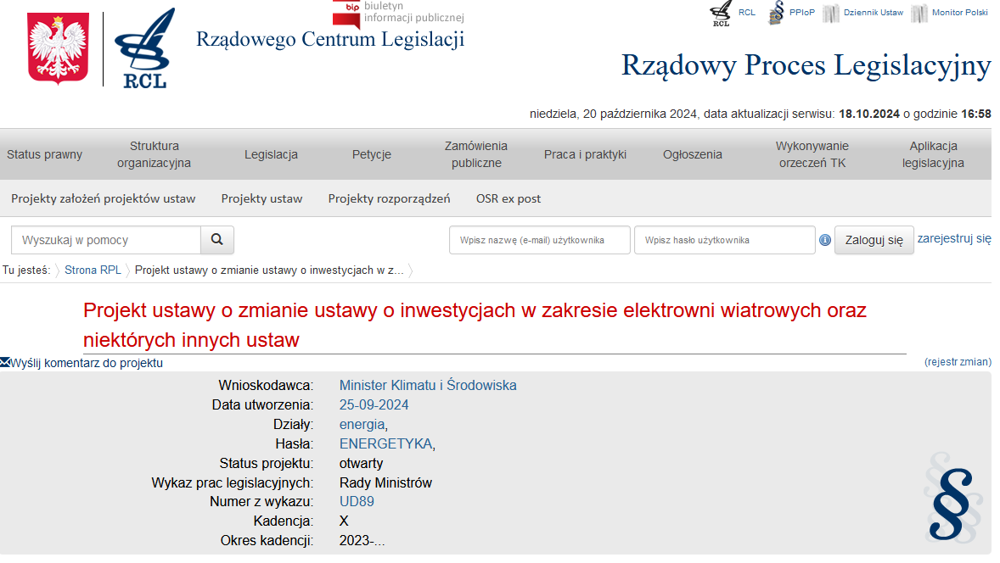 bip biuletyn
informacji publicznej
RCL
Rządowego Centrum Legislacji
RCL RCL PPIoP Dziennik Ustaw Monitor Polski
Rządowy Proces Legislacyjny
niedziela, 20 października 2024, data aktualizacji serwisu: 18.10.2024 o godzinie 16:58
Status prawny
Struktura
organizacyjna
Legislacja
Petycje
Zamówienia
publiczne
Praca i praktyki
Ogłoszenia
Wykonywanie
orzeczeń TK
Aplikacja
legislacyjna
Projekty założeń projektów ustaw Projekty ustaw Projekty rozporządzeń OSR ex post
Wyszukaj w pomocy Wpisz nazwę (e-mail) użytkownika Wpisz hasło użytkownika i Zaloguj się zarejestruj się
Tu jesteś: Strona RPL Projekt ustawy o zmianie ustawy o inwestycjach w z...
Projekt ustawy o zmianie ustawy o inwestycjach w zakresie elektrowni wiatrowych oraz
niektórych innych ustaw
Wyślij komentarz do projektu (rejestr zmian)
Wnioskodawca: Minister Klimatu i Środowiska
Data utworzenia: 25-09-2024
Działy: energia,
Hasła: ENERGETYKA,
Status projektu: otwarty
Wykaz prac legislacyjnych: Rady Ministrów
Numer z wykazu: UD89
Kadencja: X
Okres kadencji: 2023-...
§